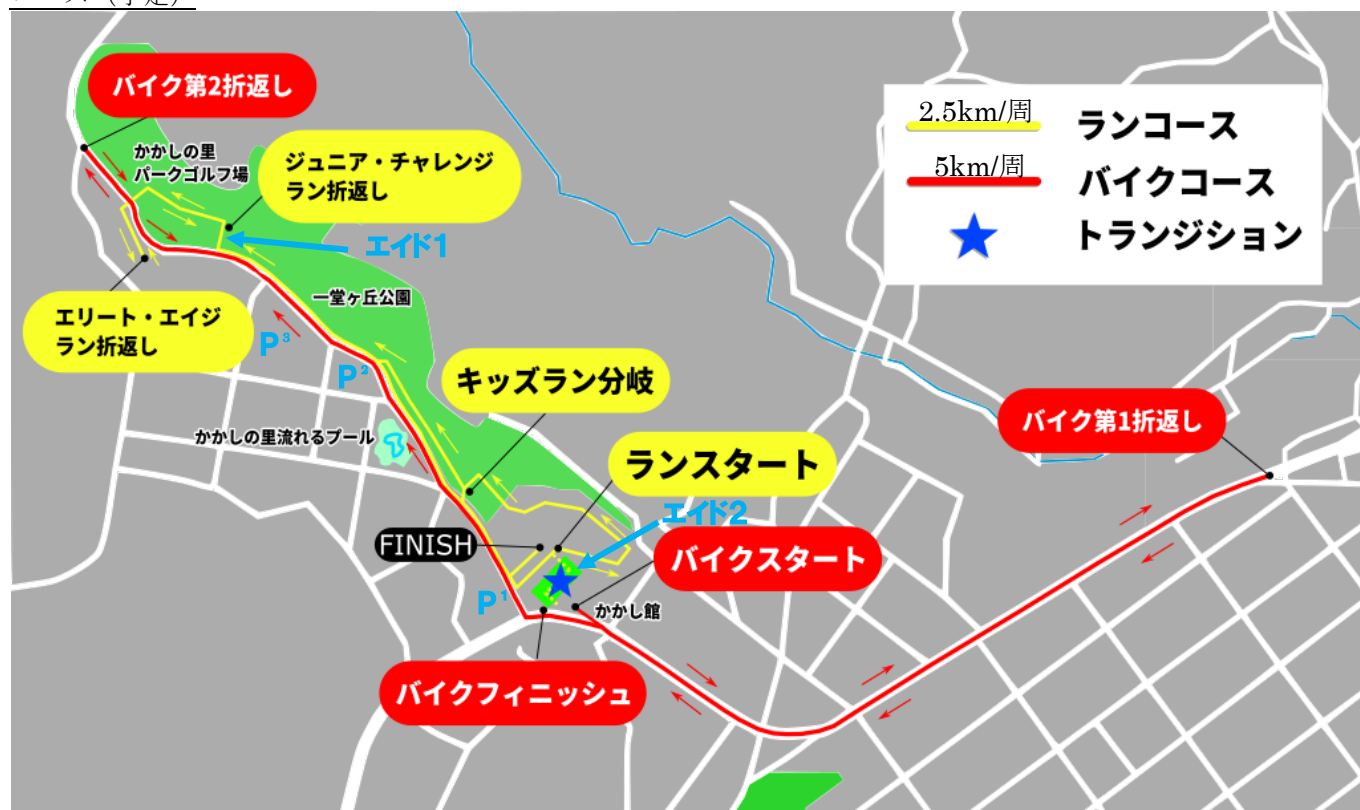 バイク第2折返し
かかしの里
パークゴルフ場
ジュニア・チャレンジ
ラン折返し
エイド1
2.5km/周
ランコース
5km/周
バイクコース
トランジション
エリート・エイジ
ラン折返し
一堂ヶ丘公園
P3
P2
キッズラン分岐
かかしの里流れるプール
バイク第1折返し
ランスタート
エイド2
FINISH
バイクスタート
P1
かかし館
バイクフィニッシュ